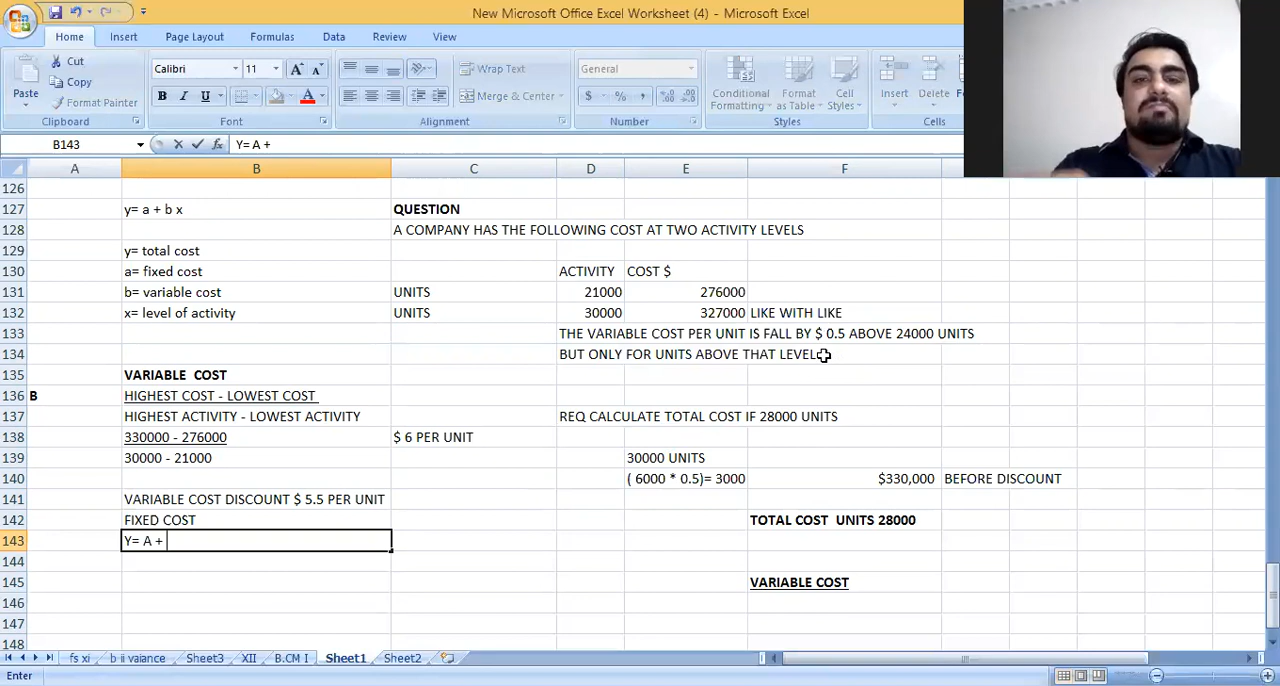 New Microsoft Office Excel Worksheet (4) - Microsoft Excel
Home Insert Page Layout Formulas Data Review View
Paste Cut Copy Format Painter Clipboard
Calibri 11 A A B I U A Font
Wrap Text Merge & Center Alignment
General $ % , Number
Conditional Formatting Format as Table Cell Styles Styles
Insert Delete Cells
B143 fx Y= A +
A B C D E F
126
127 y= a + b x QUESTION
128 A COMPANY HAS THE FOLLOWING COST AT TWO ACTIVITY LEVELS
129 y= total cost
130 a= fixed cost ACTIVITY COST $
131 b= variable cost UNITS 21000 276000
132 x= level of activity UNITS 30000 327000 LIKE WITH LIKE
133 THE VARIABLE COST PER UNIT IS FALL BY $ 0.5 ABOVE 24000 UNITS
134 BUT ONLY FOR UNITS ABOVE THAT LEVEL
135 VARIABLE COST
136 B HIGHEST COST - LOWEST COST
137 HIGHEST ACTIVITY - LOWEST ACTIVITY REQ CALCULATE TOTAL COST IF 28000 UNITS
138 330000 - 276000 $ 6 PER UNIT
139 30000 - 21000 30000 UNITS
140 ( 6000 * 0.5)= 3000 $330,000 BEFORE DISCOUNT
141 VARIABLE COST DISCOUNT $ 5.5 PER UNIT
142 FIXED COST TOTAL COST UNITS 28000
143 Y= A +
144
145 VARIABLE COST
146
147
148
fs xi b ii vaiance Sheet3 XII B.CM I Sheet1 Sheet2
Enter 100%